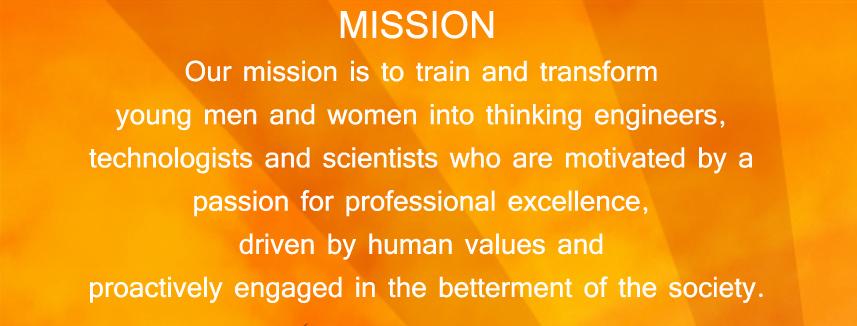 MISSION
Our mission is to train and transform
young men and women into thinking engineers,
technologists and scientists who are motivated by a
passion for professional excellence,
driven by human values and
proactively engaged in the betterment of the society.